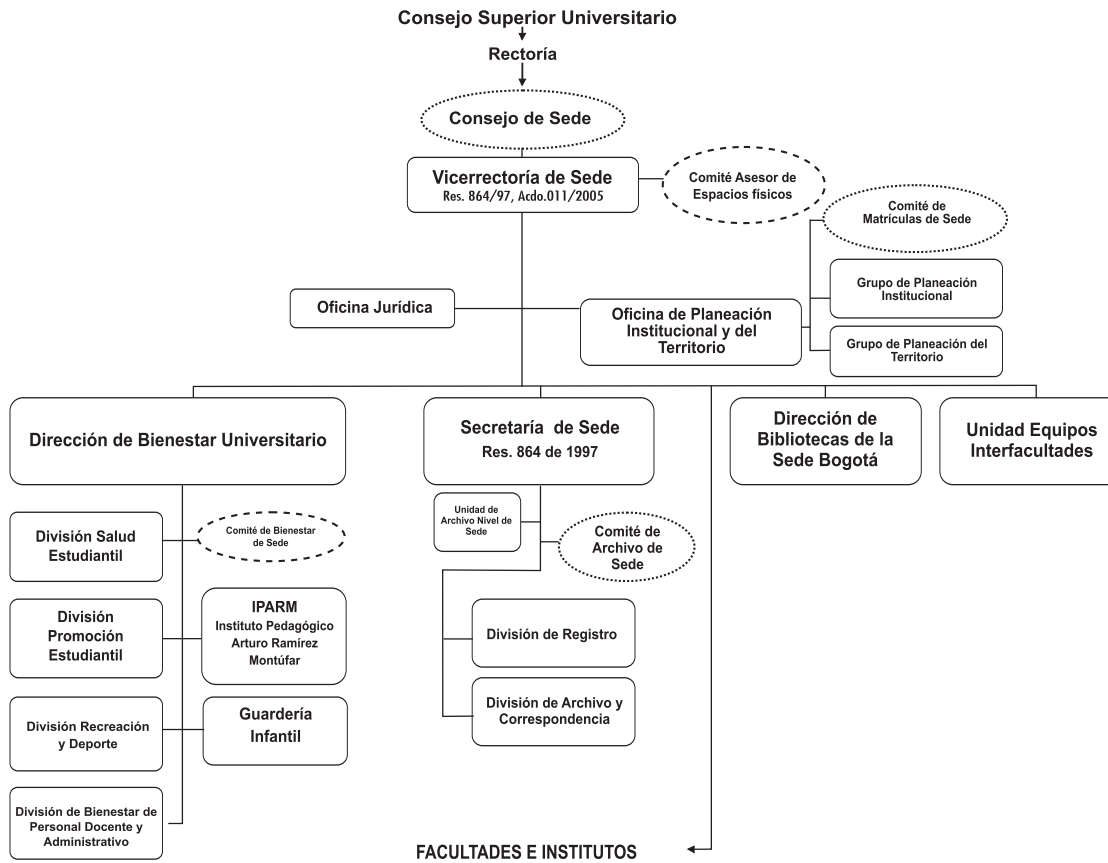 Consejo Superior Universitario
Rectoría
Consejo de Sede
Vicerrectoría de Sede
Res. 864/97, Acdo.011/2005
Comité Asesor de
Espacios físicos
Comité de
Matrículas de Sede
Grupo de Planeación
Institucional
Grupo de Planeación del
Territorio
Oficina Jurídica
Oficina de Planeación
Institucional y del
Territorio
Dirección de Bienestar Universitario
Secretaría de Sede
Res. 864 de 1997
Dirección de
Bibliotecas de la
Sede Bogotá
Unidad Equipos
Interfacultades
División Salud
Estudiantil
Comité de Bienestar
de Sede
División
Promoción
Estudiantil
IPARM
Instituto Pedagógico
Arturo Ramírez
Montúfar
División Recreación
y Deporte
Guardería
Infantil
División de Bienestar de
Personal Docente y
Administrativo
Unidad de
Archivo Nivel de
Sede
Comité de
Archivo de
Sede
División de Registro
División de Archivo y
Correspondencia
FACULTADES E INSTITUTOS